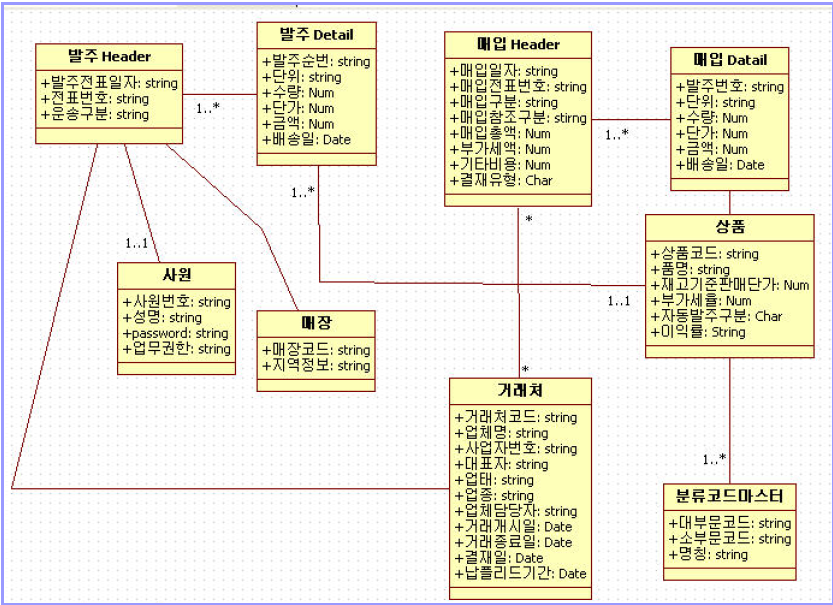 발주 Header
+발주전표일자: string
+전표번호: string
+운송구분: string
발주 Detail
+발주순번: string
+단위: string
+수량: Num
+단가: Num
+금액: Num
+배송일: Date
매입 Header
+매입일자: string
+매입전표번호: string
+매입구분: string
+매입참조구분: stirng
+매입총액: Num
+부가세액: Num
+기타비용: Num
+결재유형: Char
매입 Datail
+발주번호: string
+단위: string
+수량: Num
+단가: Num
+금액: Num
+배송일: Date
1..*
1..*
1..*
*
1..1
사원
+사원번호: string
+성명: string
+password: string
+업무권한: string
매장
+매장코드: string
+지역정보: string
상품
+상품코드: string
+품명: string
+재고기준판매단가: Num
+부가세율: Num
+자동발주구분: Char
+이익률: String
1..1
*
거래처
+거래처코드: string
+업체명: string
+사업자번호: string
+대표자: string
+업태: string
+업종: string
+업체담당자: string
+거래개시일: Date
+거래종료일: Date
+결재일: Date
+납플리드기간: Date
1..*
분류코드마스터
+대부문코드: string
+소부문코드: string
+명칭: string